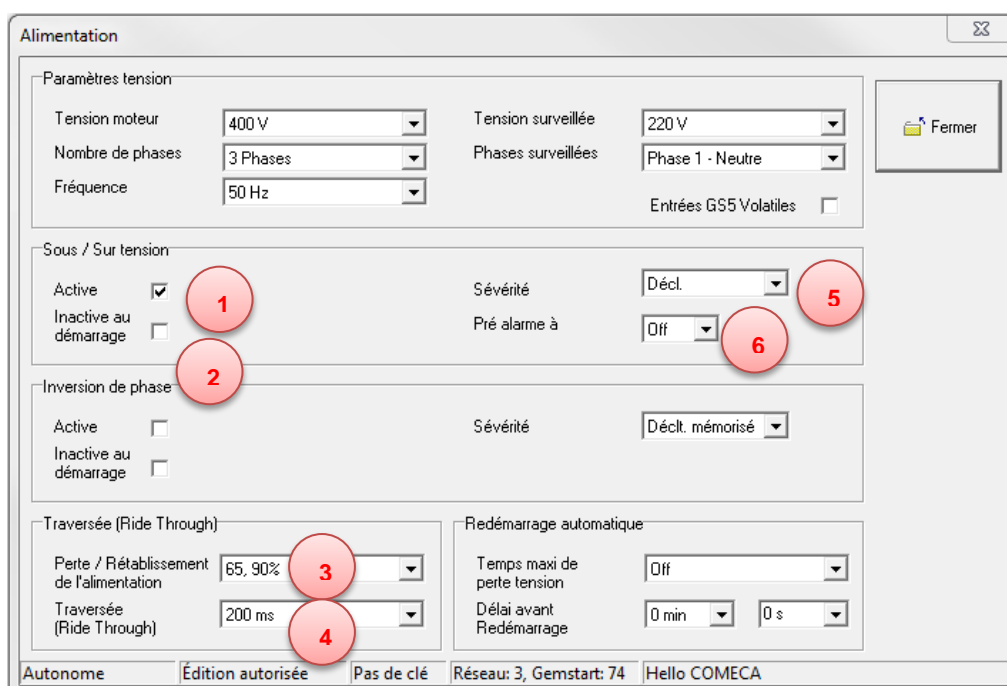 Alimentation
Paramètres tension
Tension moteur 400 V Tension surveillée 220 V
Fermer
Nombre de phases 3 Phases Phases surveillées Phase 1 - Neutre
Fréquence 50 Hz
Entrées GS5 Volatiles
Sous / Sur tension
Active 1 Sévérité Décl. 5
Inactive au
démarrage
Pré alarme à Off 6
2
Inversion de phase
Active Sévérité Déclt. mémorisé
Inactive au
démarrage
Traversée (Ride Through)
Perte / Rétablissement
de l'alimentation
65, 90% 3
Traversée
(Ride Through)
200 ms 4
Redémarrage automatique
Temps maxi de
perte tension
Off
Délai avant
Redémarrage
0 min 0 s
Autonome Édition autorisée Pas de clé Réseau: 3, Gemstart: 74 Hello COMECA